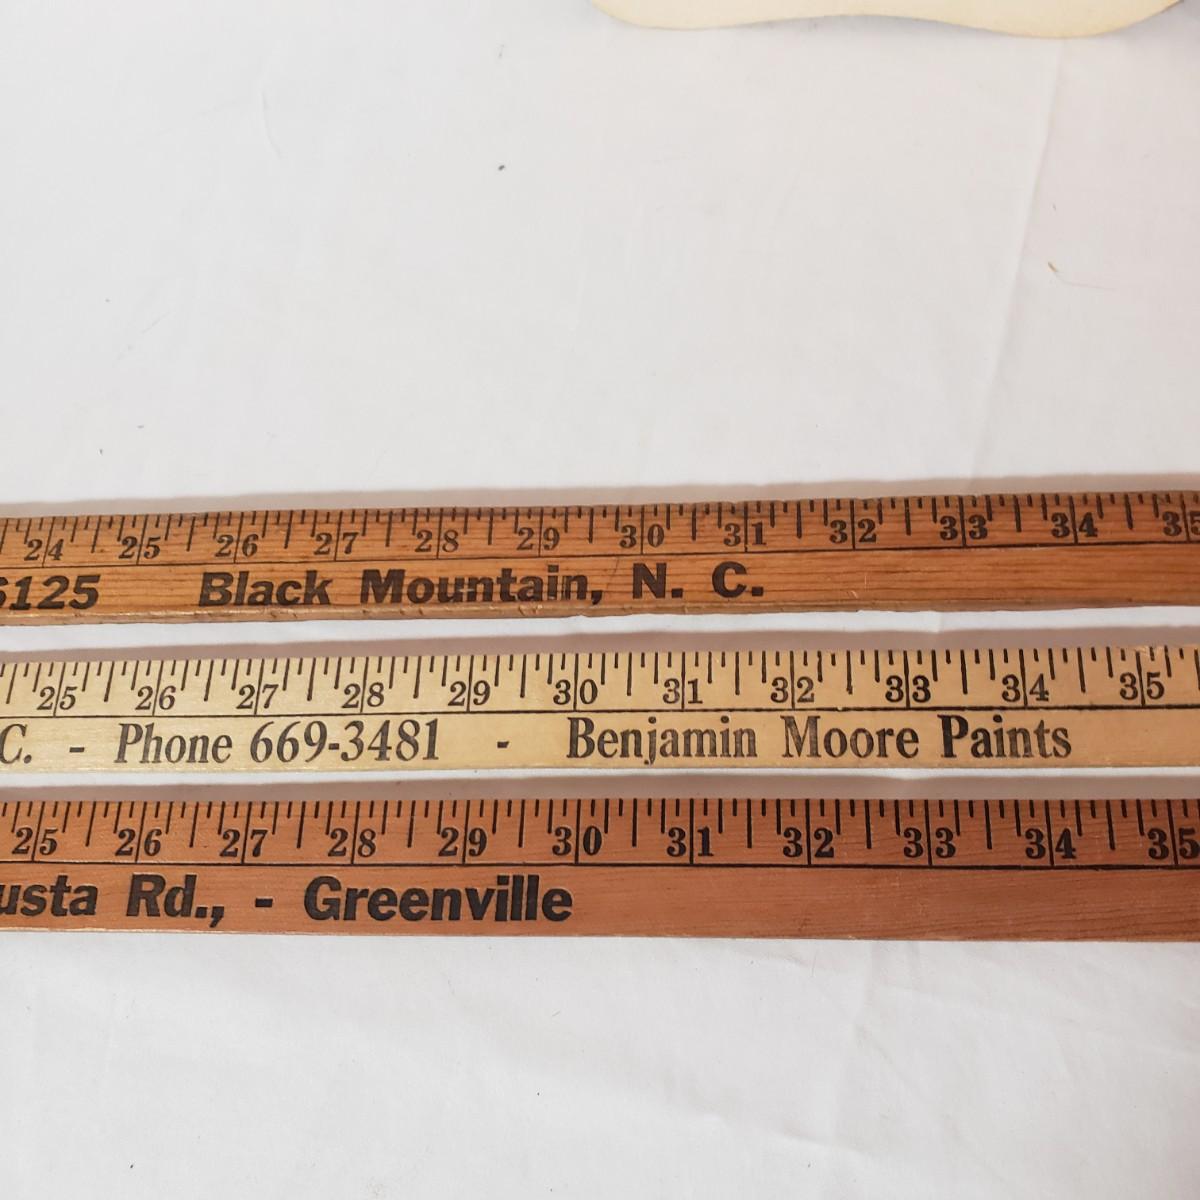 24 25 26 27 28 29 30 31 32 33 34 35
6125 Black Mountain, N. C.
25 26 27 28 29 30 31 32 33 34 35
C. - Phone 669-3481 - Benjamin Moore Paints
25 26 27 28 29 30 31 32 33 34 35
usta Rd., - Greenville